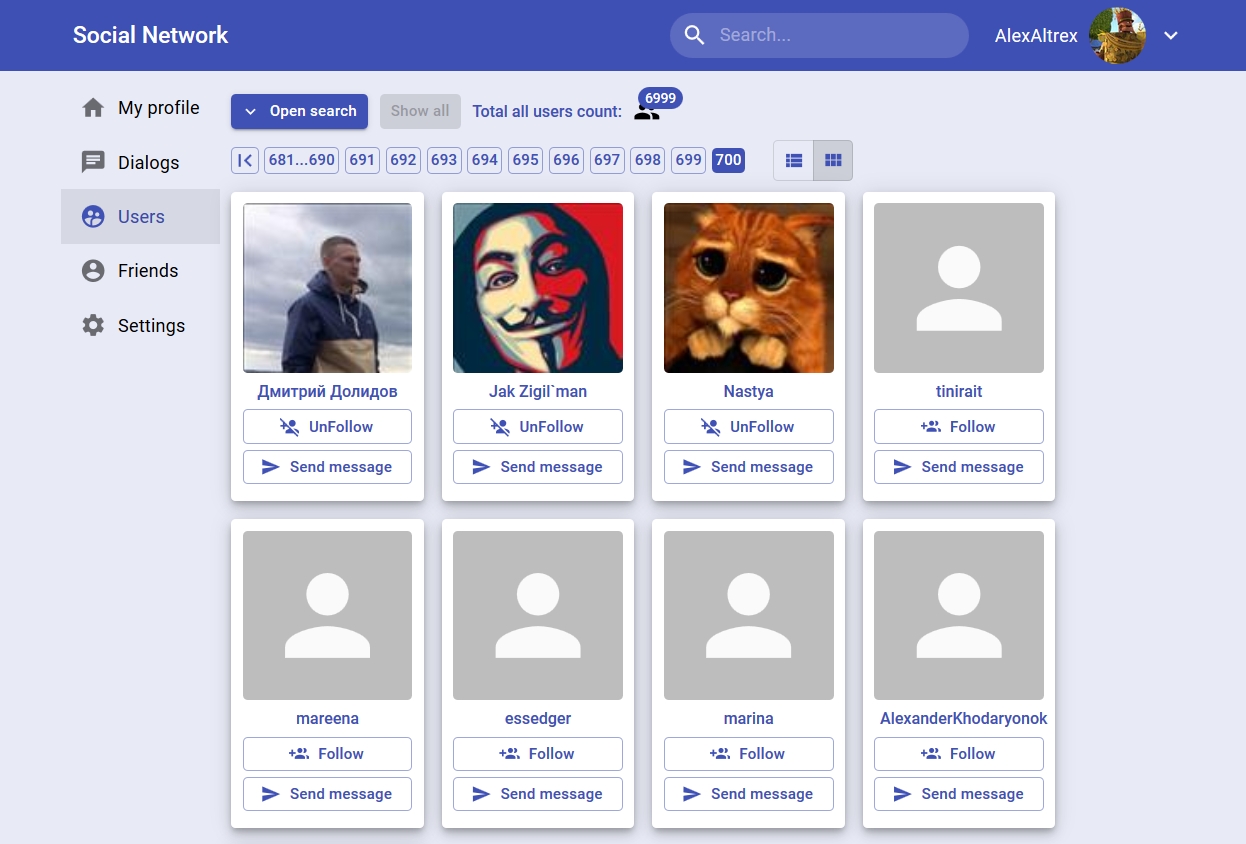 Social Network
Search...
AlexAltrex
My profile
Dialogs
Users
Friends
Settings
Open search
Show all
Total all users count:
6999
681...690 691 692 693 694 695 696 697 698 699 700
Дмитрий Долидов
UnFollow
Send message
Jak Zigil`man
UnFollow
Send message
Nastya
UnFollow
Send message
tinirait
Follow
Send message
mareena
Follow
Send message
essedger
Follow
Send message
marina
Follow
Send message
AlexanderKhodaryonok
Follow
Send message